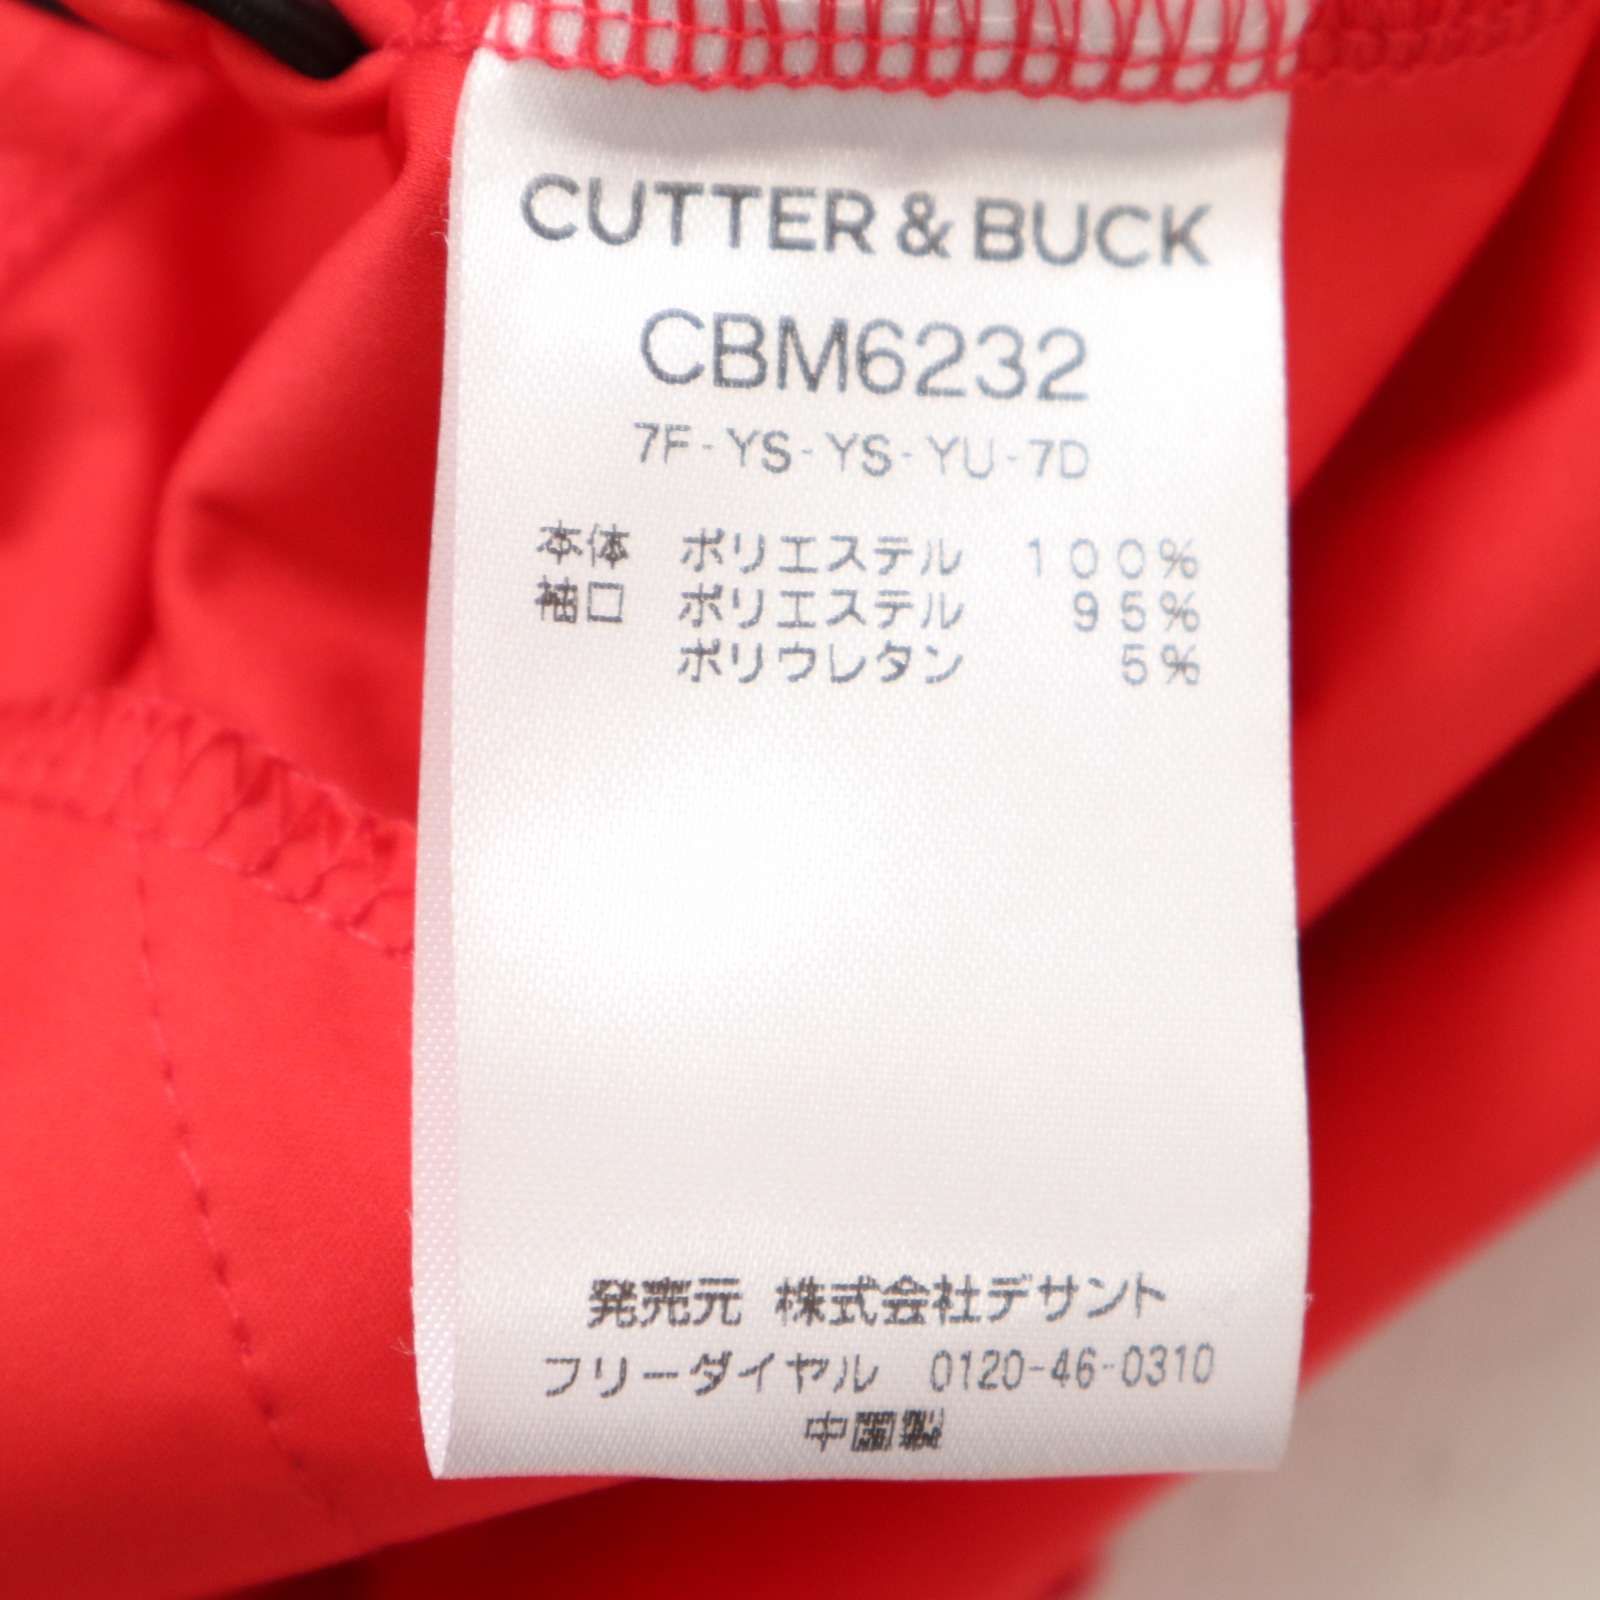 CUTTER & BUCK
CBM6232
7F-YS-YS-YU-7D
本体 ポリエステル 100%
袖口 ポリエステル 95%
ポリウレタン 5%
発売元 株式会社デサント
フリーダイヤル 0120-46-0310
中国製